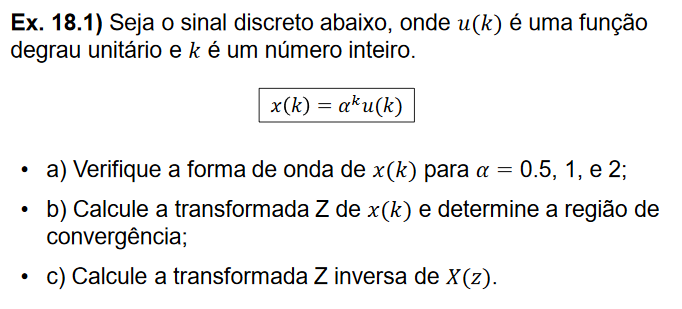 Ex. 18.1) Seja o sinal discreto abaixo, onde u(k) é uma função
degrau unitário e k é um número inteiro.
x(k) = α^k u(k)
• a) Verifique a forma de onda de x(k) para α = 0.5, 1, e 2;
• b) Calcule a transformada Z de x(k) e determine a região de
convergência;
• c) Calcule a transformada Z inversa de X(z).